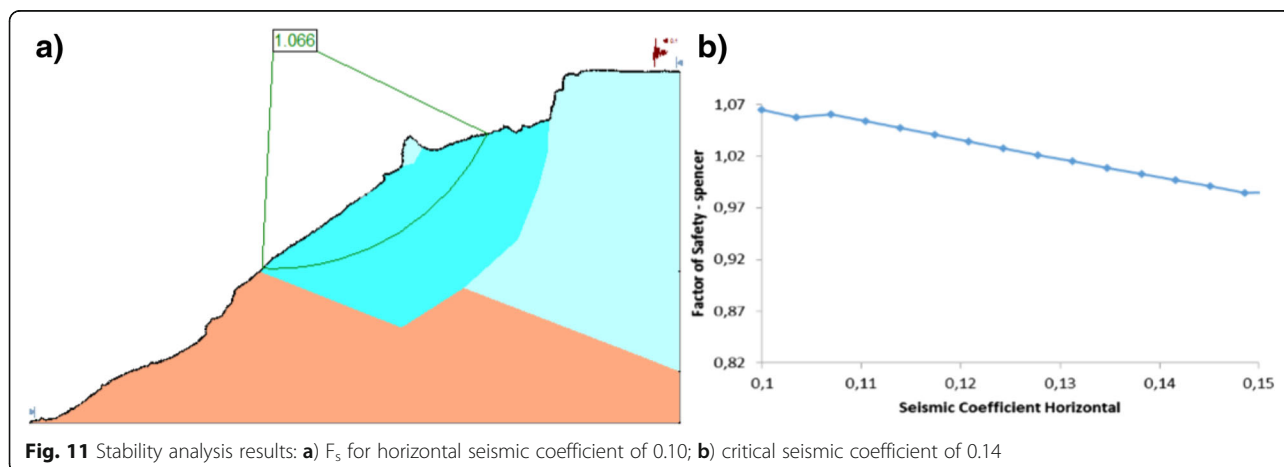 a)
1.066
b)
1,07
1,02
0,97
0,92
0,87
0,82
Factor of Safety - spencer
0,1 0,11 0,12 0,13 0,14 0,15
Seismic Coefficient Horizontal
Fig. 11 Stability analysis results: a) Fs for horizontal seismic coefficient of 0.10; b) critical seismic coefficient of 0.14